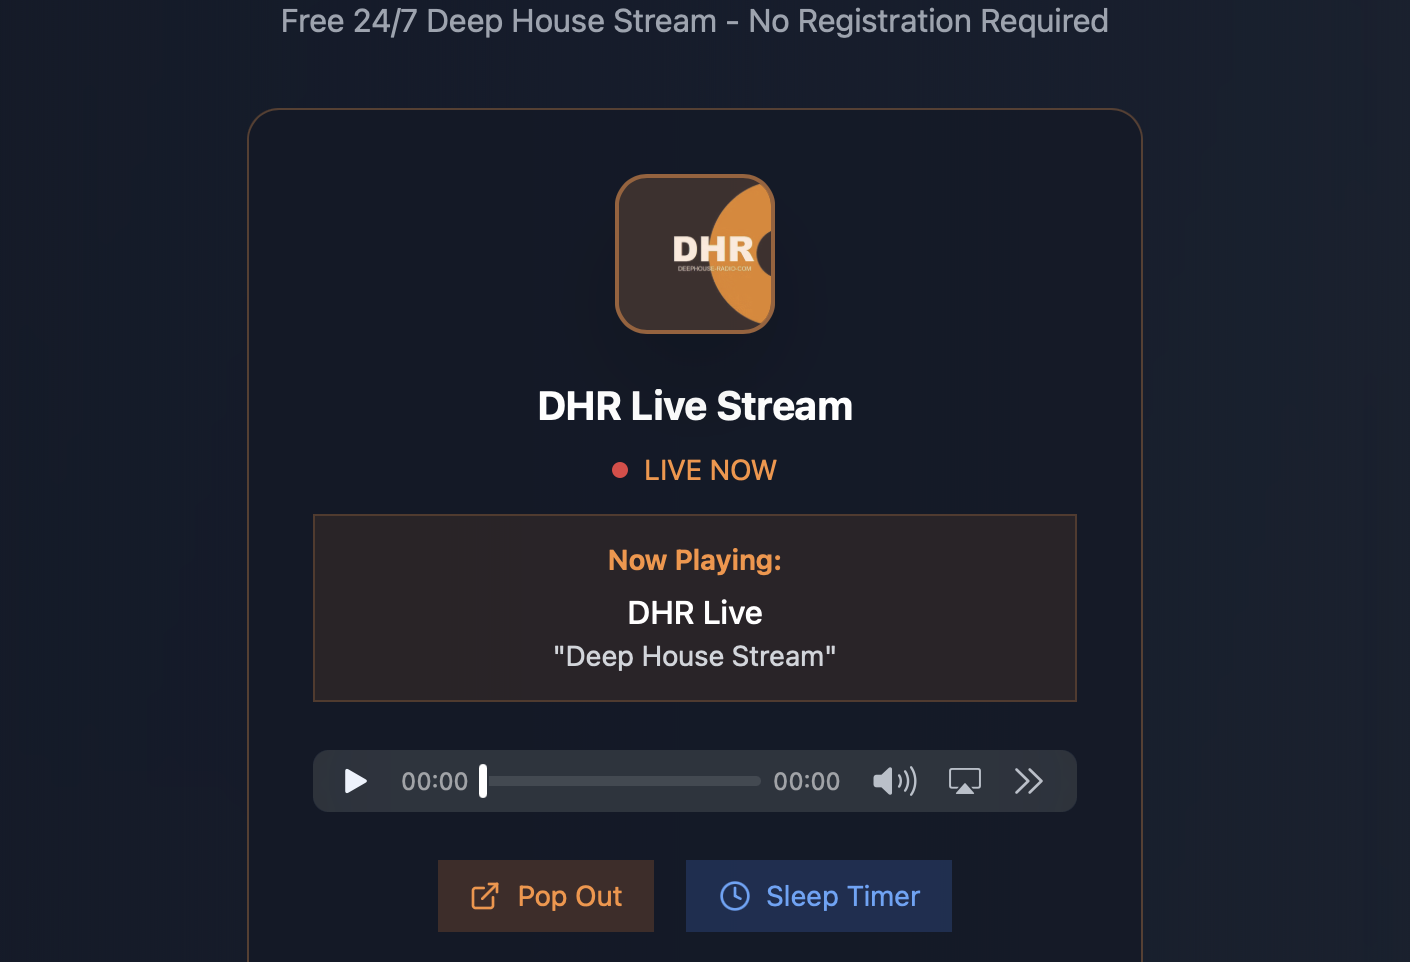 Free 24/7 Deep House Stream - No Registration Required
DHR
DEEPHOUSE-RADIO-COM
DHR Live Stream
LIVE NOW
Now Playing:
DHR Live
"Deep House Stream"
00:00
00:00
Pop Out
Sleep Timer